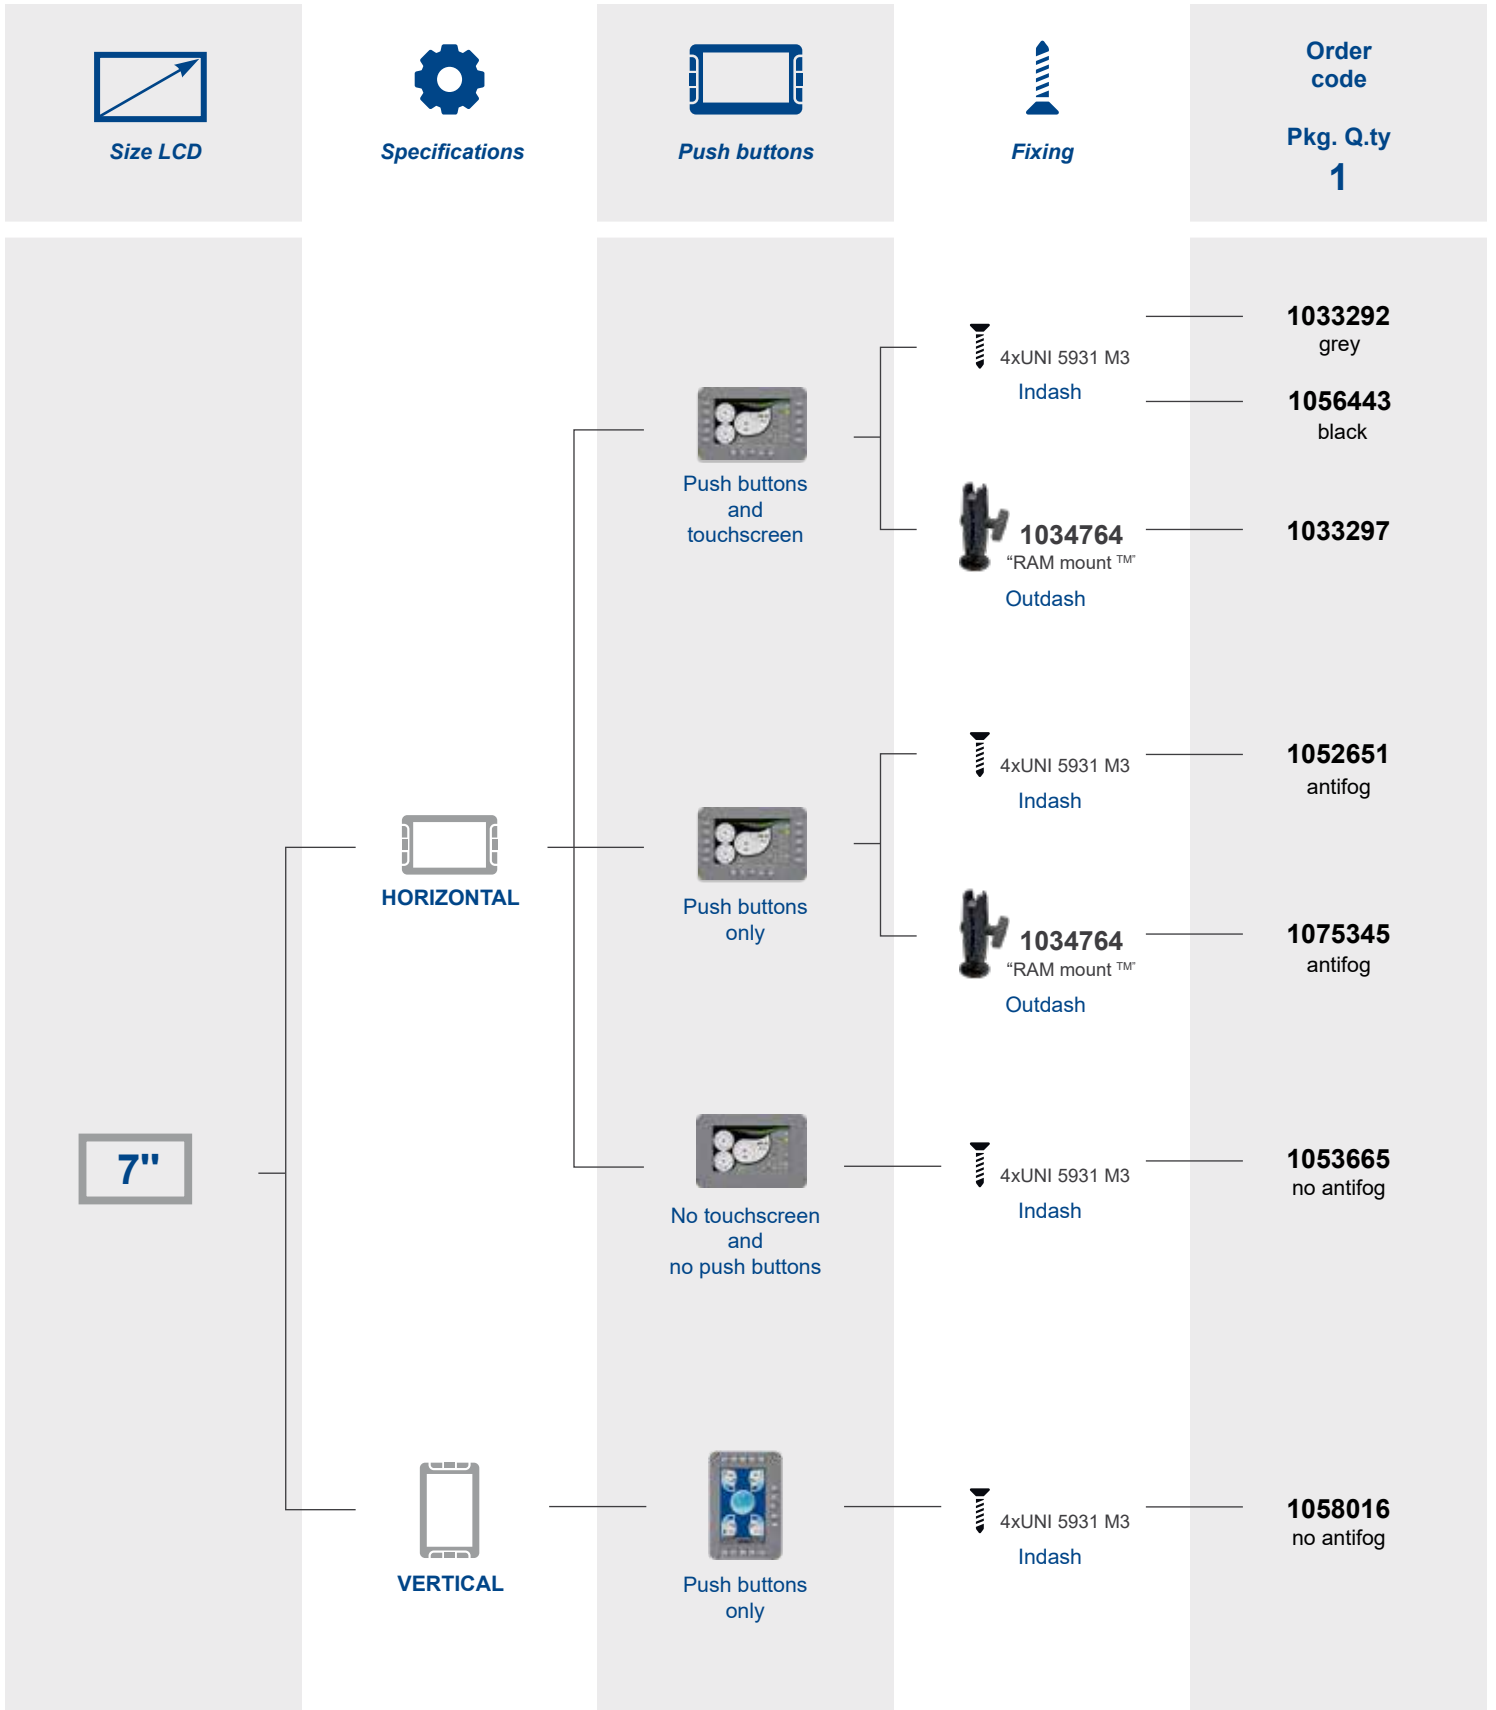 Size LCD
Specifications
Push buttons
Fixing
Order
code
Pkg. Q.ty
1
7"
HORIZONTAL
Push buttons
and
touchscreen
4xUNI 5931 M3
Indash
1033292
grey
1056443
black
1034764
“RAM mount ™”
Outdash
1033297
Push buttons
only
4xUNI 5931 M3
Indash
1052651
antifog
1034764
“RAM mount ™”
Outdash
1075345
antifog
No touchscreen
and
no push buttons
4xUNI 5931 M3
Indash
1053665
no antifog
VERTICAL
Push buttons
only
4xUNI 5931 M3
Indash
1058016
no antifog